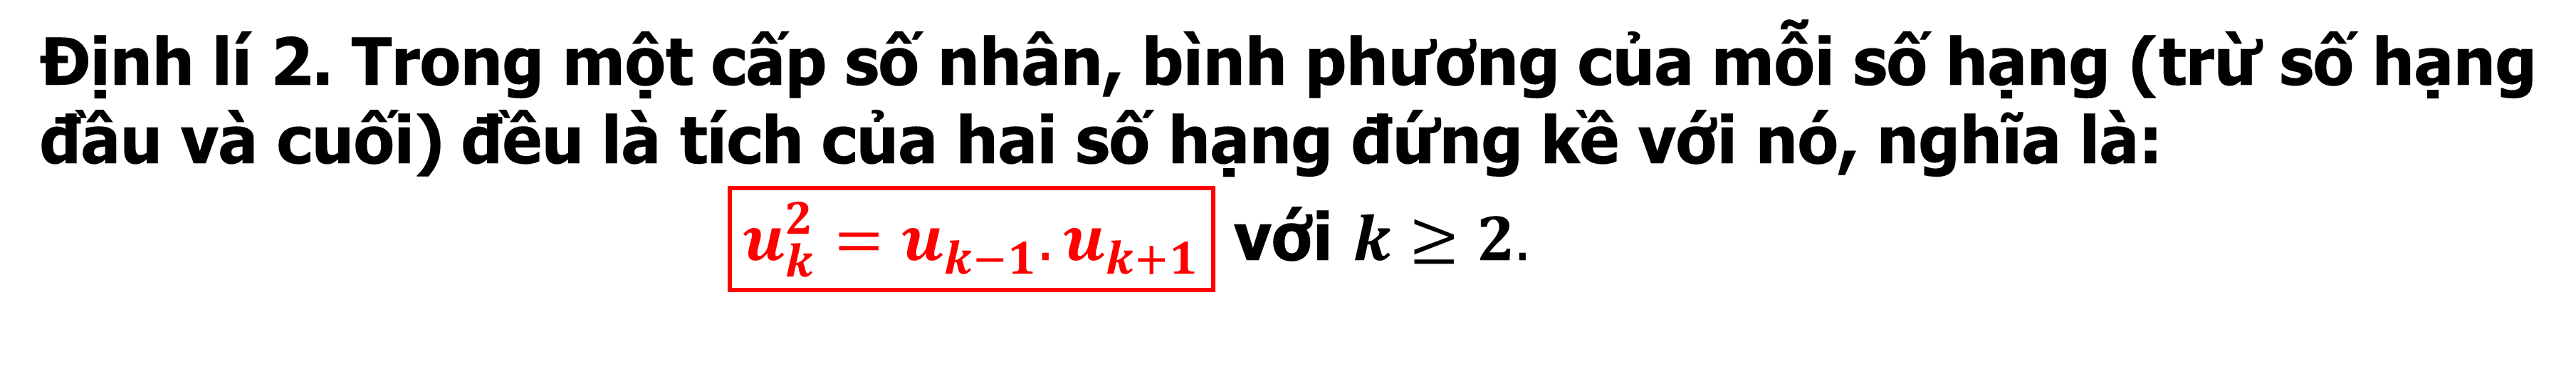 Định lí 2. Trong một cấp số nhân, bình phương của mỗi số hạng (trừ số hạng
đầu và cuối) đều là tích của hai số hạng đứng kề với nó, nghĩa là:
$u_k^2 = u_{k-1}.u_{k+1}$ với $k \geq 2$.